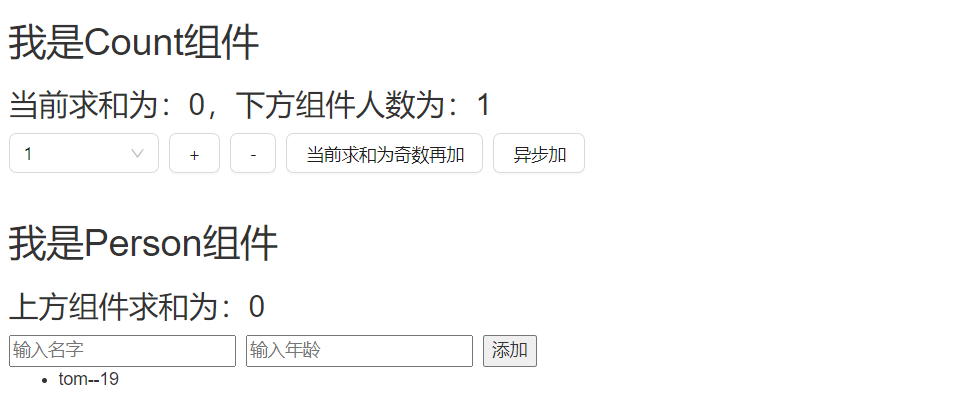 我是Count组件
当前求和为：0，下方组件人数为：1
1 + - 当前求和为奇数再加 异步加
我是Person组件
上方组件求和为：0
输入名字 输入年龄 添加
tom--19